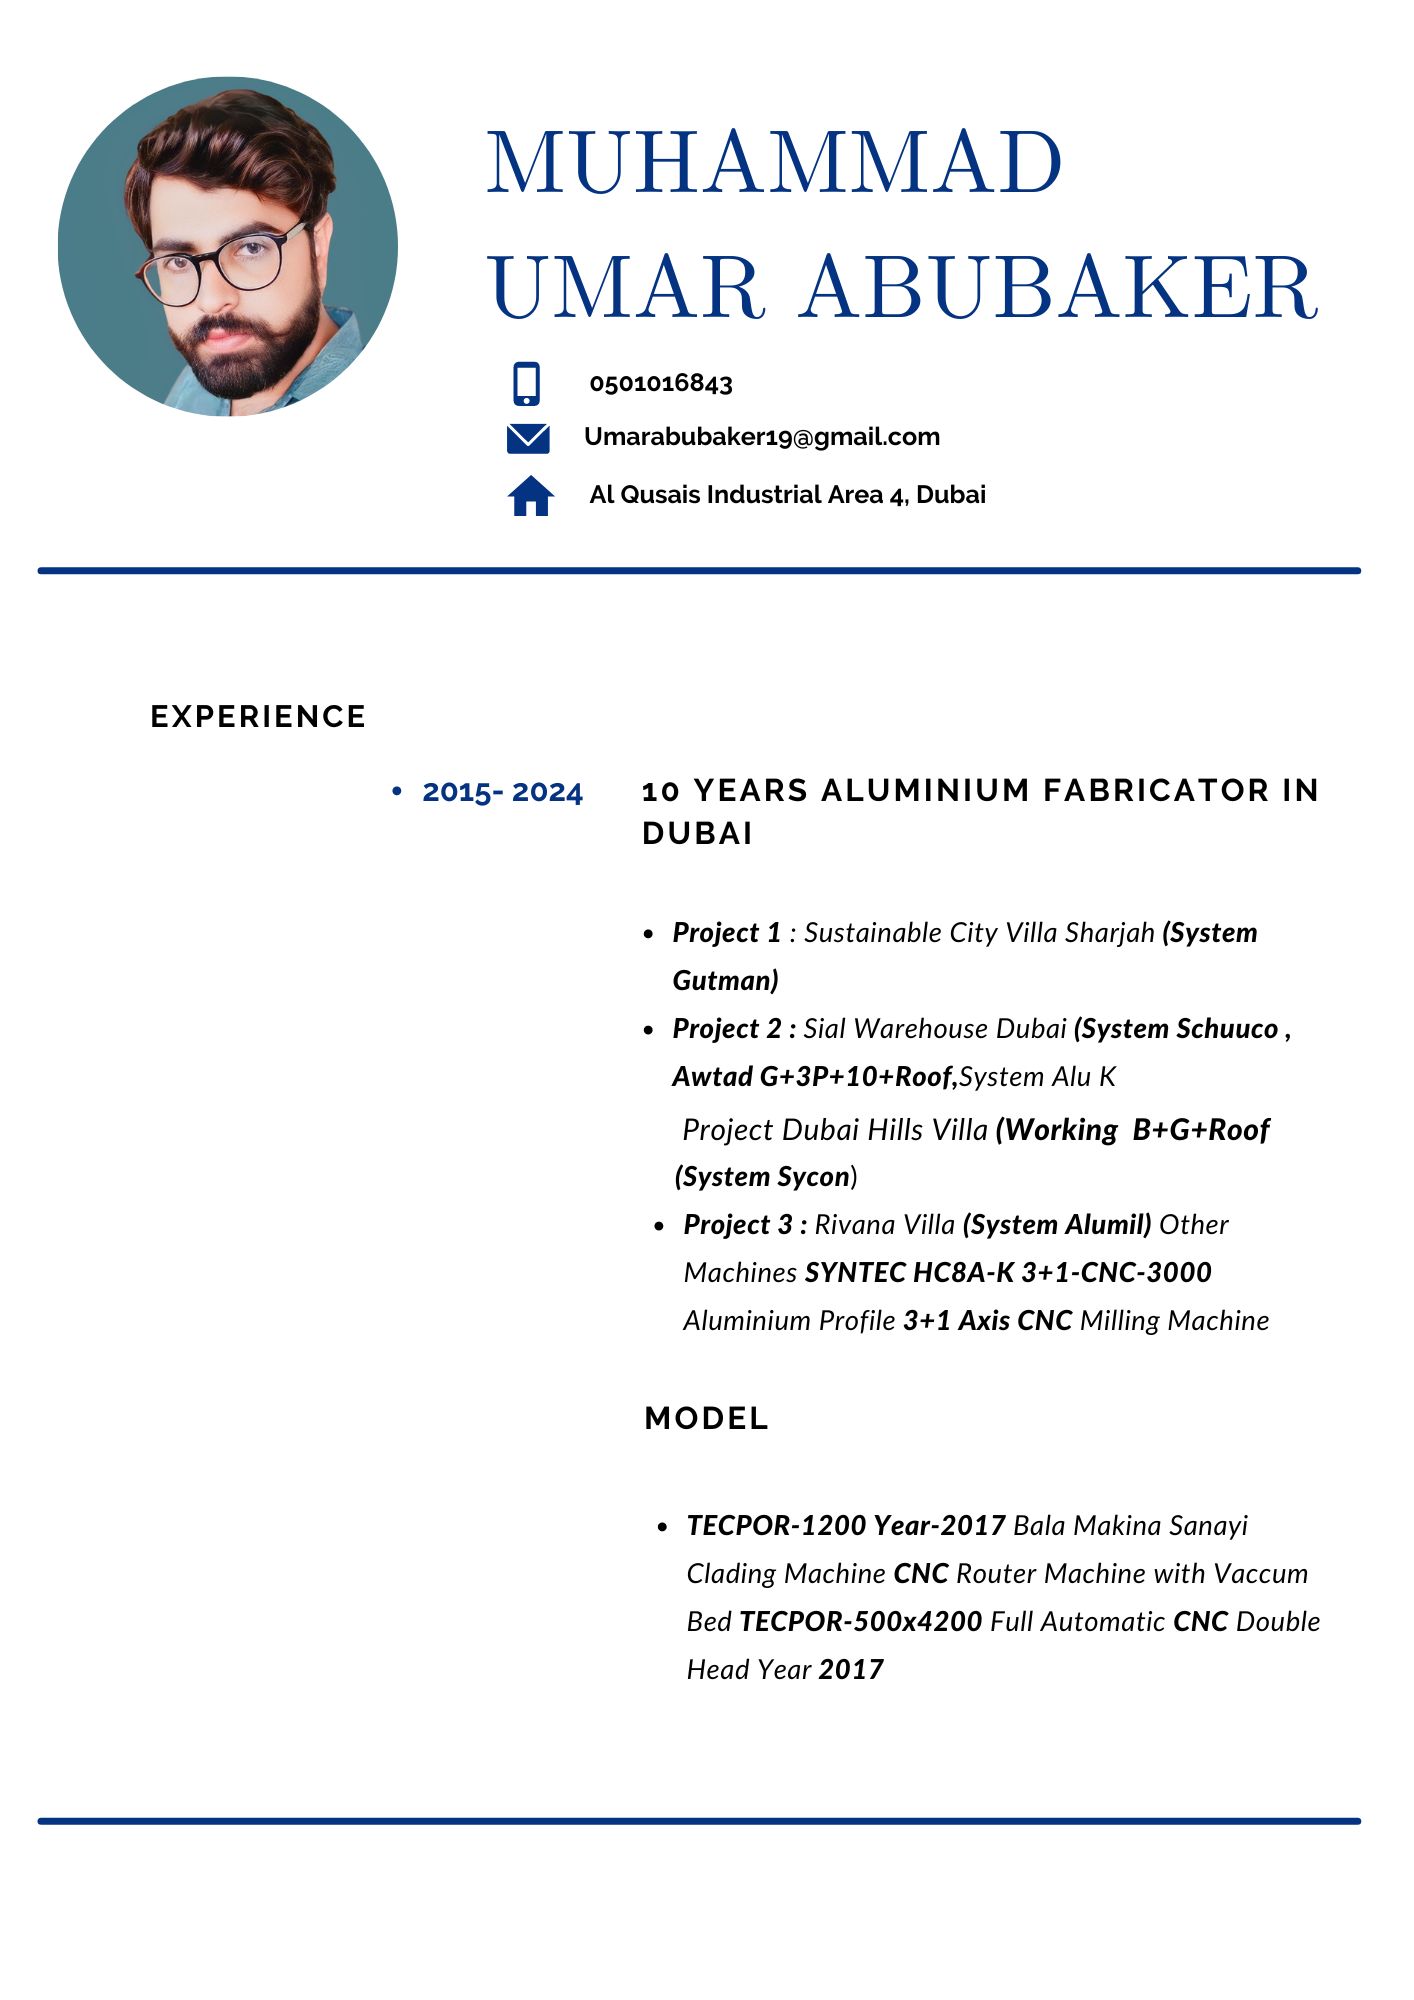 MUHAMMAD
UMAR ABUBAKER
0501016843
Umarabubaker19@gmail.com
Al Qusais Industrial Area 4, Dubai
EXPERIENCE
• 2015- 2024
10 YEARS ALUMINIUM FABRICATOR IN
DUBAI
• Project 1 : Sustainable City Villa Sharjah (System
Gutman)
• Project 2 : Sial Warehouse Dubai (System Schuuco ,
Awtad G+3P+10+Roof,System Alu K
Project Dubai Hills Villa (Working B+G+Roof
(System Sycon)
• Project 3 : Rivana Villa (System Alumil) Other
Machines SYNTEC HC8A-K 3+1-CNC-3000
Aluminium Profile 3+1 Axis CNC Milling Machine
MODEL
• TECPOR-1200 Year-2017 Bala Makina Sanayi
Clading Machine CNC Router Machine with Vaccum
Bed TECPOR-500x4200 Full Automatic CNC Double
Head Year 2017